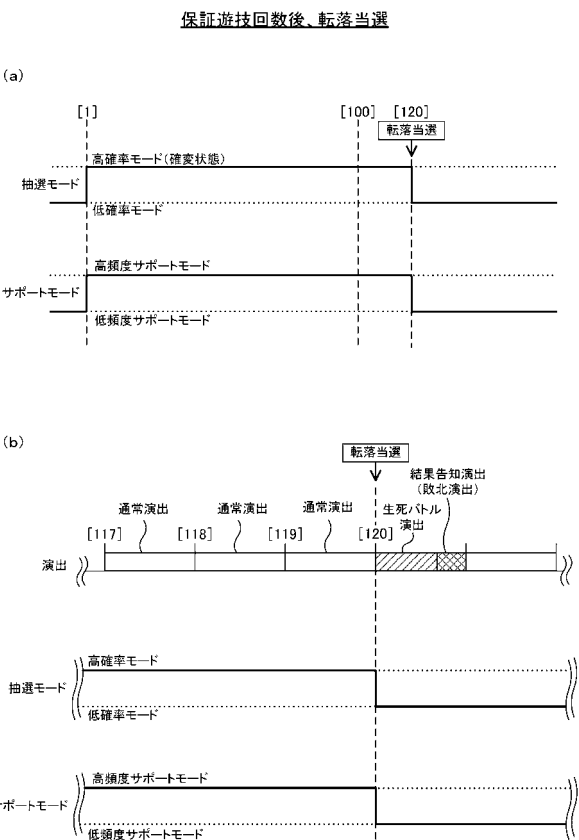 保証遊技回数後、転落当選
(a)
[1]
[100]
[120]
転落当選
高確率モード(確変状態)
抽選モード
低確率モード
高頻度サポートモード
サポートモード
低頻度サポートモード
(b)
転落当選
結果告知演出
(敗北演出)
通常演出
通常演出
通常演出
生死バトル
演出
[117]
[118]
[119]
[120]
演出
高確率モード
抽選モード
低確率モード
高頻度サポートモード
ナポートモード
低頻度サポートモード